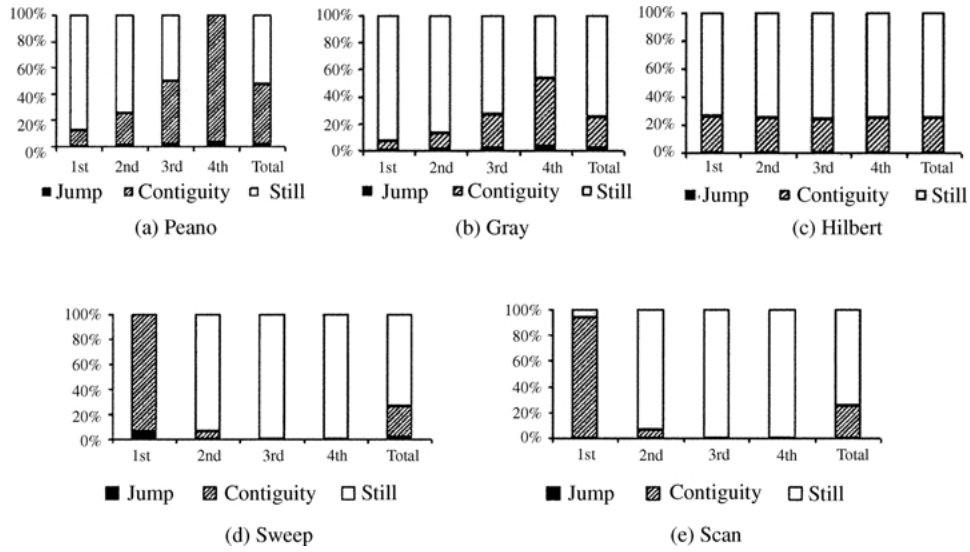 100%
80%
60%
40%
20%
0%
1st 2nd 3rd 4th Total
Jump Contiguity Still
(a) Peano
100%
80%
60%
40%
20%
0%
1st 2nd 3rd 4th Total
Jump Contiguity Still
(b) Gray
100%
80%
60%
40%
20%
0%
1st 2nd 3rd 4th Total
Jump Contiguity Still
(c) Hilbert
100%
80%
60%
40%
20%
0%
1st 2nd 3rd 4th Total
Jump Contiguity Still
(d) Sweep
100%
80%
60%
40%
20%
0%
1st 2nd 3rd 4th Total
Jump Contiguity Still
(e) Scan